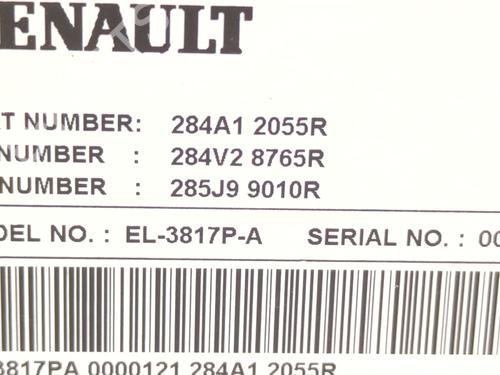 ENAULT
T NUMBER: 284A1 2055R
NUMBER : 284V2 8765R
NUMBER : 285J9 9010R
DEL NO. : EL-3817P-A SERIAL NO. : 00
3817PA 0000121 284A1 2055R